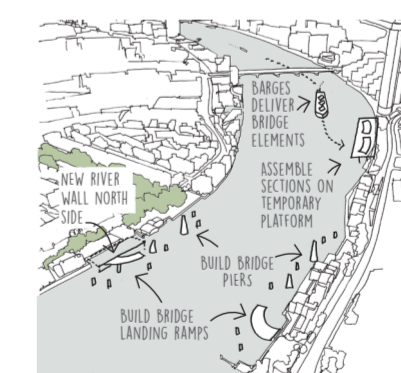 BARGES
DELIVER
BRIDGE
ELEMENTS
ASSEMBLE
SECTIONS ON
TEMPORARY
PLATFORM
NEW RIVER
WALL NORTH
SIDE
BUILD BRIDGE
PIERS
BUILD BRIDGE
LANDING RAMPS